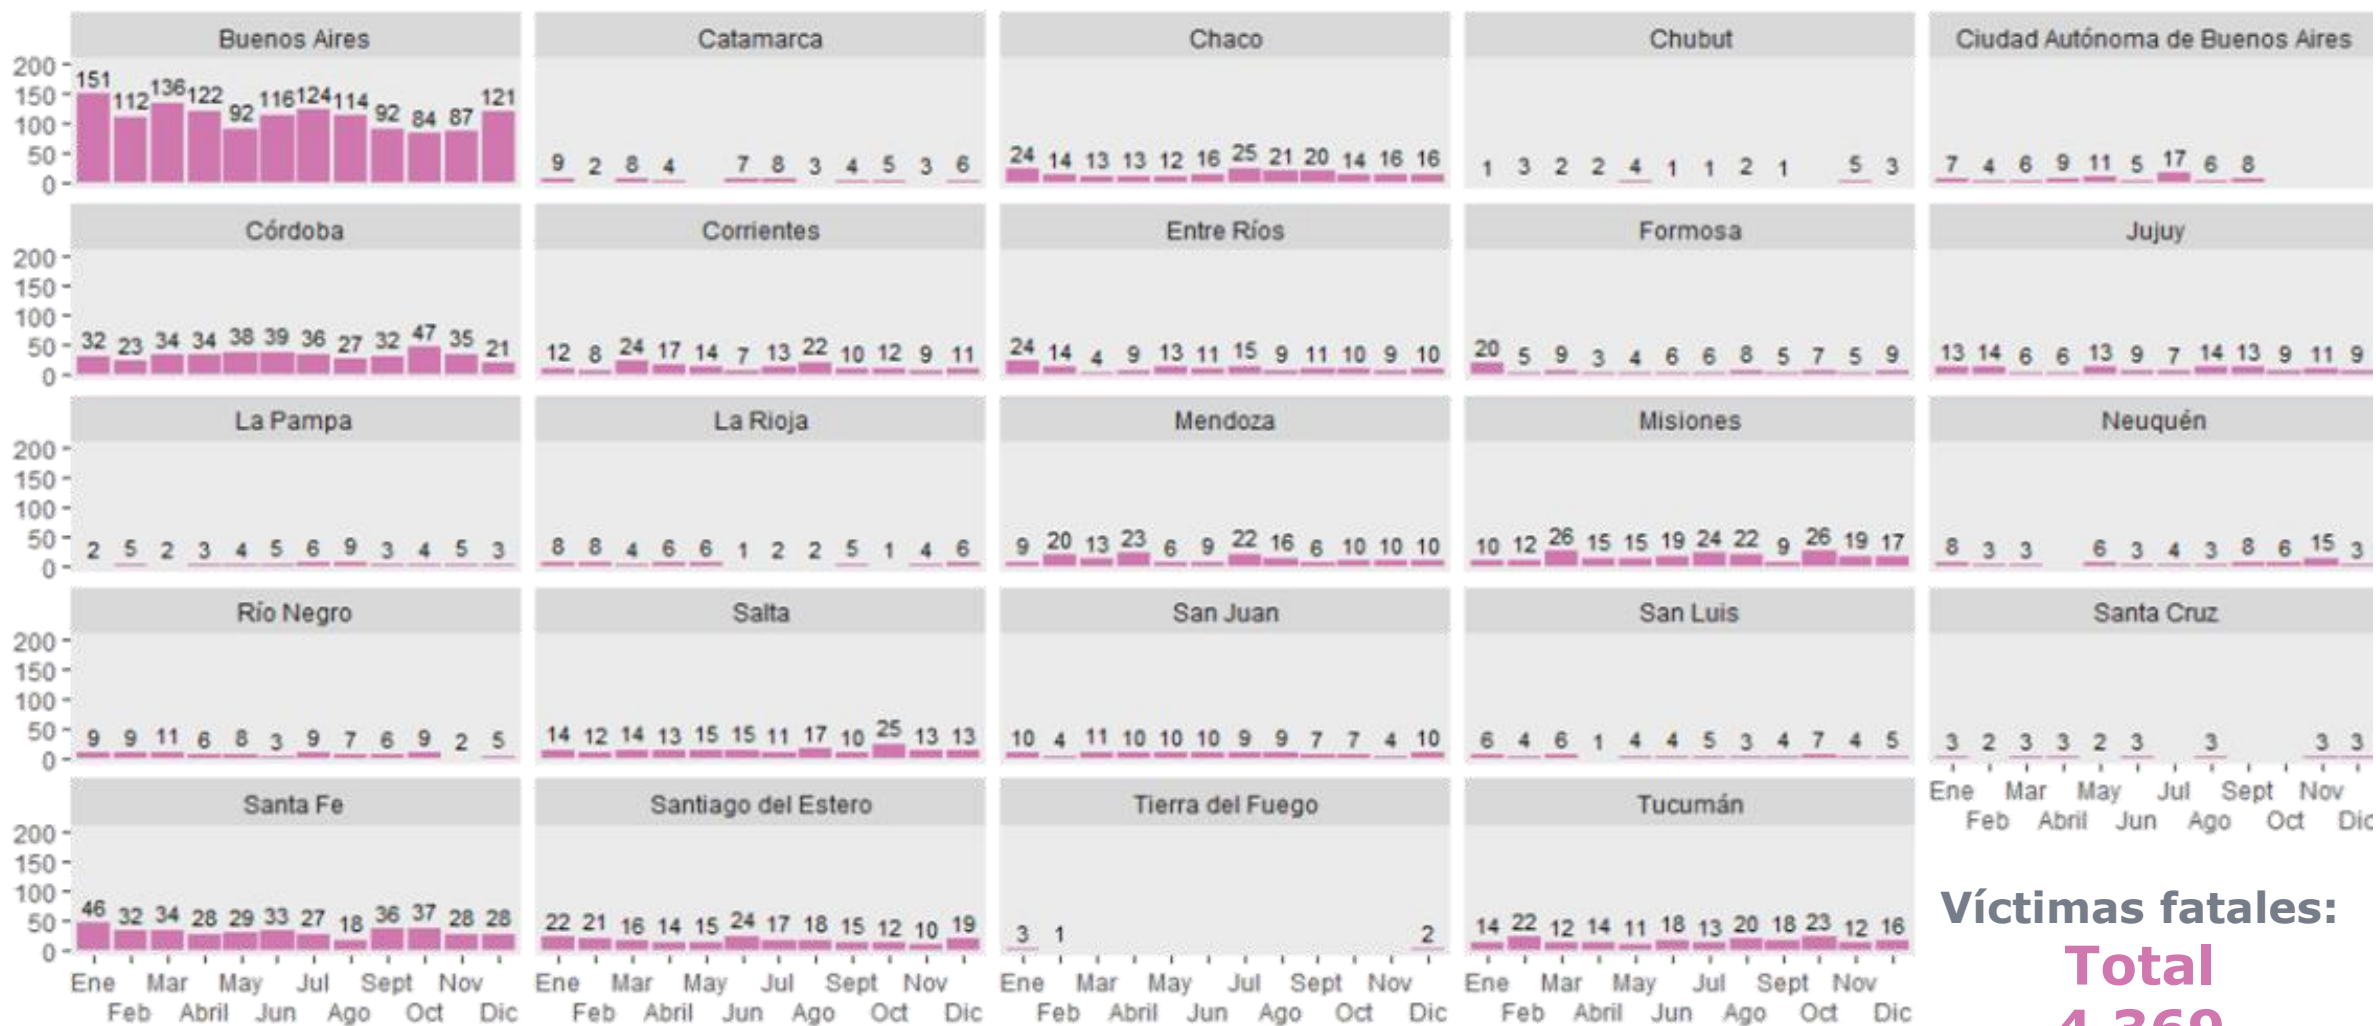 Buenos Aires Catamarca Chaco Chubut Ciudad Autónoma de Buenos Aires
200
150
100
50
0
151 112 136 122 92 116 124 114 92 84 87 121
9 2 8 4 7 8 3 4 5 3 6
24 14 13 13 12 16 25 21 20 14 16 16
1 3 2 2 4 1 1 2 1 5 3
7 4 6 9 11 5 17 6 8
Córdoba Corrientes Entre Ríos Formosa Jujuy
200
150
100
50
0
32 23 34 34 38 39 36 27 32 47 35 21
12 8 24 17 14 7 13 22 10 12 9 11
24 14 4 9 13 11 15 9 11 10 9 10
20 5 9 3 4 6 6 8 5 7 5 9
13 14 6 6 13 9 7 14 13 9 11 9
La Pampa La Rioja Mendoza Misiones Neuquén
200
150
100
50
0
2 5 2 3 4 5 6 9 3 4 5 3
8 8 4 6 6 1 2 2 5 1 4 6
9 20 13 23 6 9 22 16 6 10 10 10
10 12 26 15 15 19 24 22 9 26 19 17
8 3 3 6 3 4 3 8 6 15 3
Río Negro Salta San Juan San Luis Santa Cruz
200
150
100
50
0
9 9 11 6 8 3 9 7 6 9 2 5
14 12 14 13 15 15 11 17 10 25 13 13
10 4 11 10 10 10 9 9 7 7 4 10
6 4 6 1 4 4 5 3 4 7 4 5
3 2 3 3 2 3 3 3 3
Ene Mar May Jul Sept Nov
Feb Abril Jun Ago Oct Dic
Santa Fe Santiago del Estero Tierra del Fuego Tucumán
200
150
100
50
0
46 32 34 28 29 33 27 18 36 37 28 28
22 21 16 14 15 24 17 18 15 12 10 19
3 1 2
14 22 12 14 11 18 13 20 18 23 12 16
Ene Mar May Jul Sept Nov Ene Mar May Jul Sept Nov Ene Mar May Jul Sept Nov Ene Mar May Jul Sept Nov
Feb Abril Jun Ago Oct Dic Feb Abril Jun Ago Oct Dic Feb Abril Jun Ago Oct Dic Feb Abril Jun Ago Oct Dic
Víctimas fatales:
Total
4.369